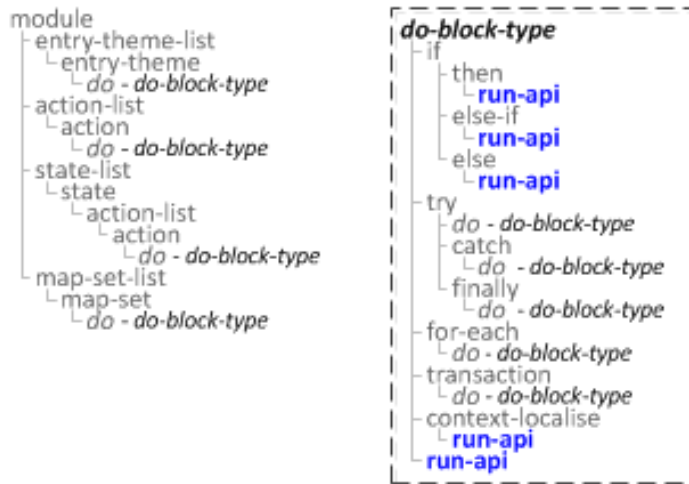 module
entry-theme-list
entry-theme
do - do-block-type
action-list
action
do - do-block-type
state-list
state
action-list
action
do - do-block-type
map-set-list
map-set
do - do-block-type
do-block-type
if
then
run-api
else-if
run-api
else
run-api
try
do - do-block-type
catch
do - do-block-type
finally
do - do-block-type
for-each
do - do-block-type
transaction
do - do-block-type
context-localise
run-api
run-api